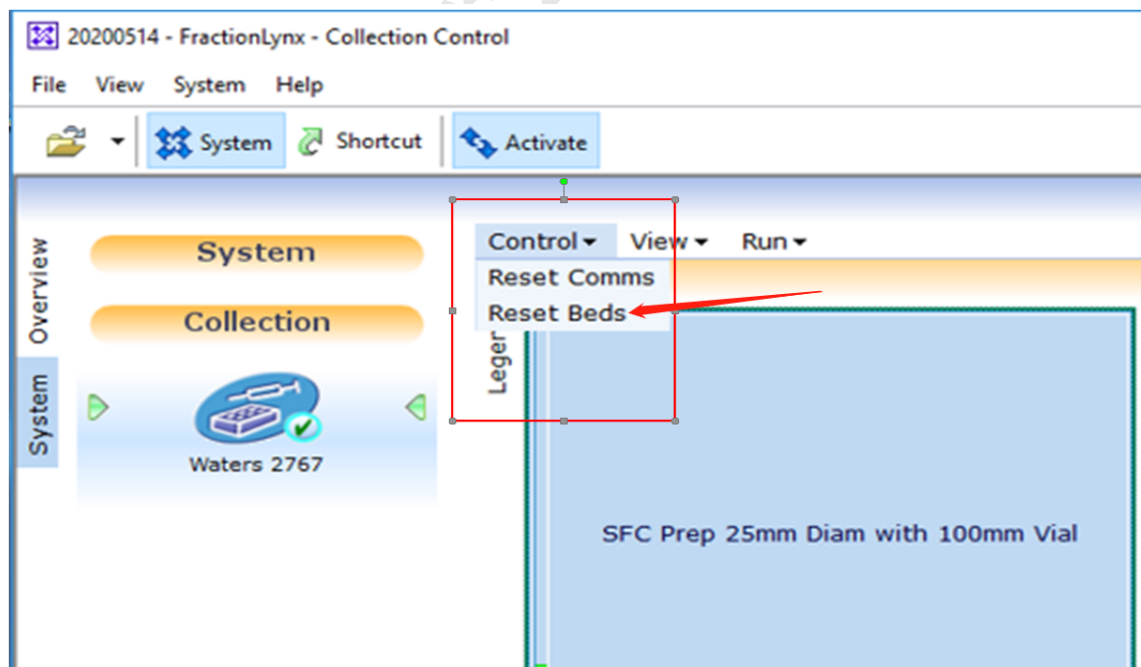 20200514 - FractionLynx - Collection Control
File View System Help
System Shortcut Activate
Overview
System
System
Collection
Waters 2767
Control View Run
Reset Comms
Reset Beds
SFC Prep 25mm Diam with 100mm Vial